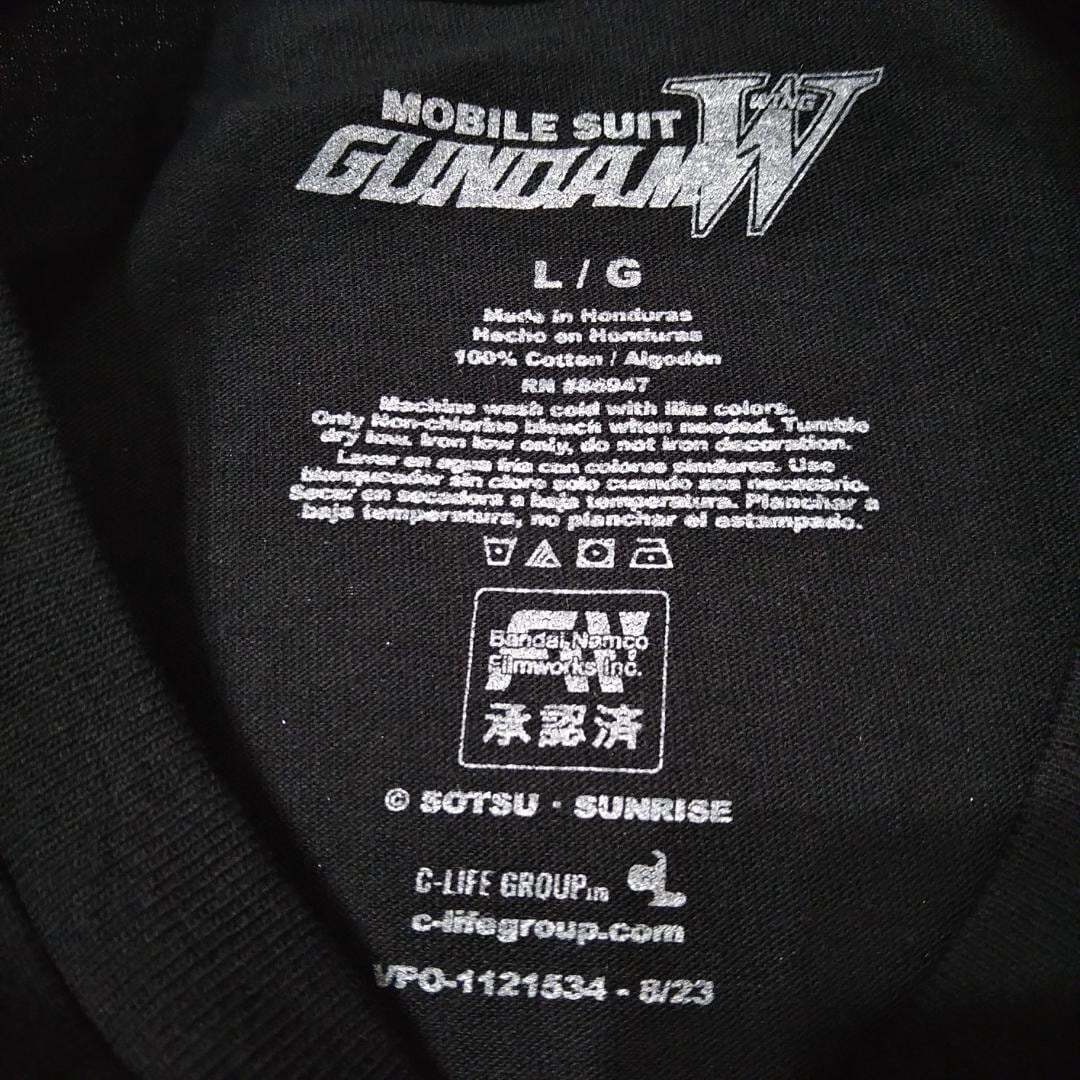 MOBILE SUIT
GUNDAM W
WING
L / G
Made in Honduras
Hecho en Honduras
100% Cotton / Algodón
RN #86947
Machine wash cold with like colors.
Only Non-chlorine bleach when needed. Tumble
dry low, Iron low only, do not iron decoration.
Lavar en agua fria con colores similares. Use
blanqueador sin cloro solo cuando sea necesario.
Secar en secadora a baja temperatura. Planchar a
baja temperatura, no planchar el estampado.
Bandai Namco
Filmworks Inc.
承認済
© SOTSU · SUNRISE
C-LIFE GROUP
c-lifegroup.com
VPO-1121534 - 8/23